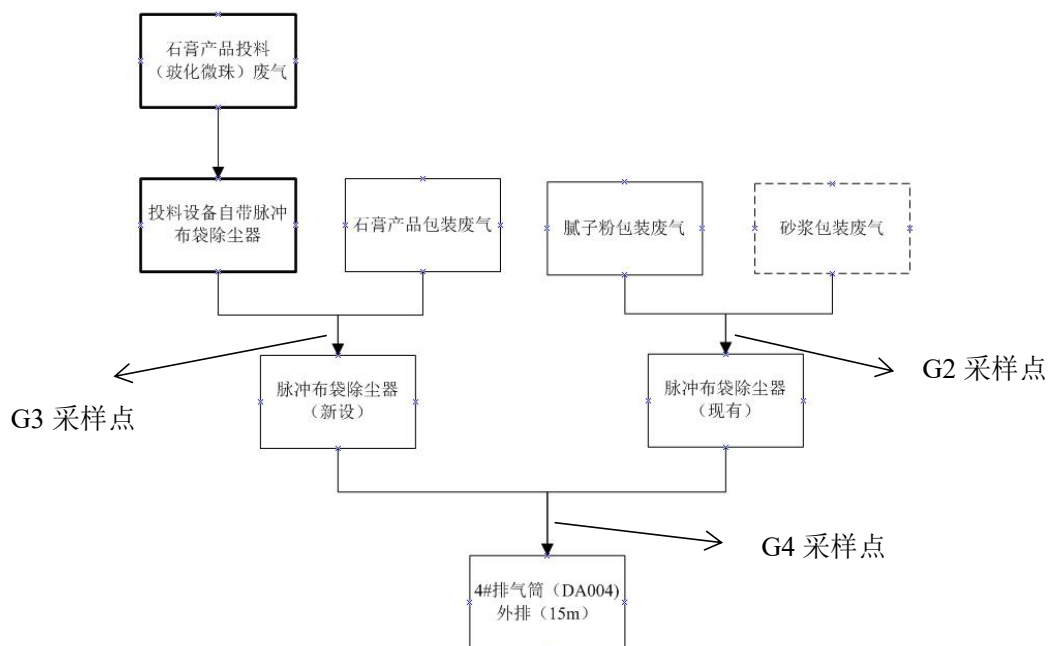 石膏产品投料
（玻化微珠）废气
投料设备自带脉冲
布袋除尘器
石膏产品包装废气
腻子粉包装废气
砂浆包装废气
G3 采样点
脉冲布袋除尘器
（新设）
脉冲布袋除尘器
（现有）
G2 采样点
G4 采样点
4#排气筒（DA004)
外排（15m）